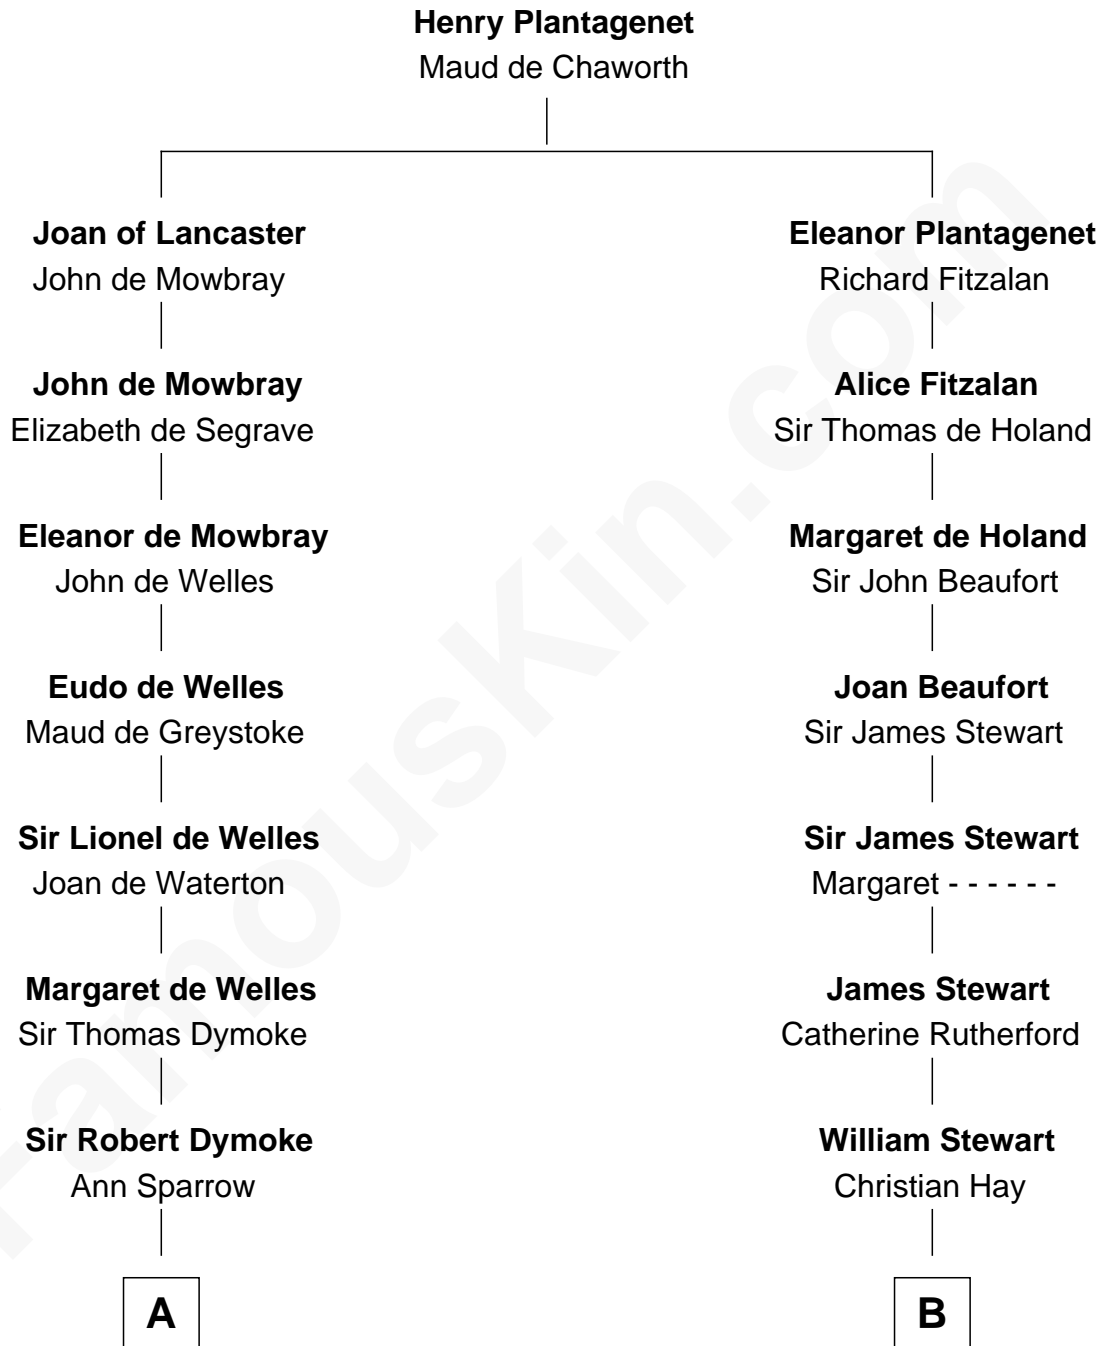 Henry Plantagenet
Maud de Chaworth
Joan of Lancaster
John de Mowbray
Eleanor Plantagenet
Richard Fitzalan
John de Mowbray
Elizabeth de Segrave
Alice Fitzalan
Sir Thomas de Holand
Eleanor de Mowbray
John de Welles
Margaret de Holand
Sir John Beaufort
Eudo de Welles
Maud de Greystoke
Joan Beaufort
Sir James Stewart
Sir Lionel de Welles
Joan de Waterton
Sir James Stewart
Margaret - - - - - -
Margaret de Welles
Sir Thomas Dymoke
James Stewart
Catherine Rutherford
Sir Robert Dymoke
Ann Sparrow
William Stewart
Christian Hay
A
B
FamousKin.com